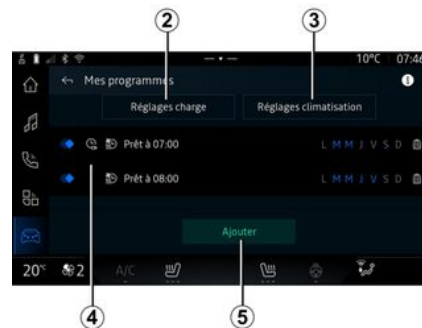 2 3
10°C 07:46
Mes programmes
Réglages charge Réglages climatisation
Prêt à 07:00 L M M J V S D
Prêt à 08:00 L M M J V S D
Ajouter
20° 2 A/C
4 5